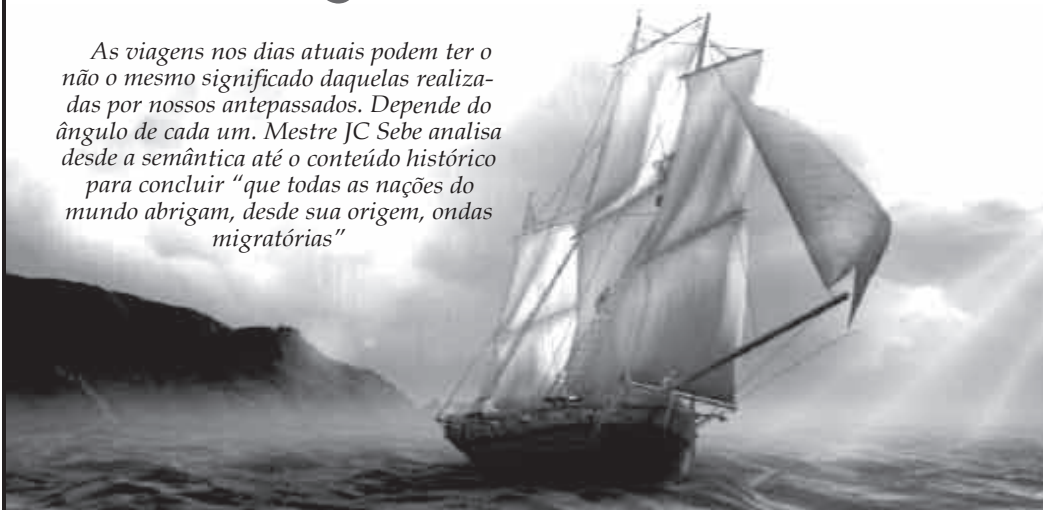 As viagens nos dias atuais podem ter o
não o mesmo significado daquelas realiza-
das por nossos antepassados. Depende do
ângulo de cada um. Mestre JC Sebe analisa
desde a semântica até o conteúdo histórico
para concluir “que todas as nações do
mundo abrigam, desde sua origem, ondas
migratórias”